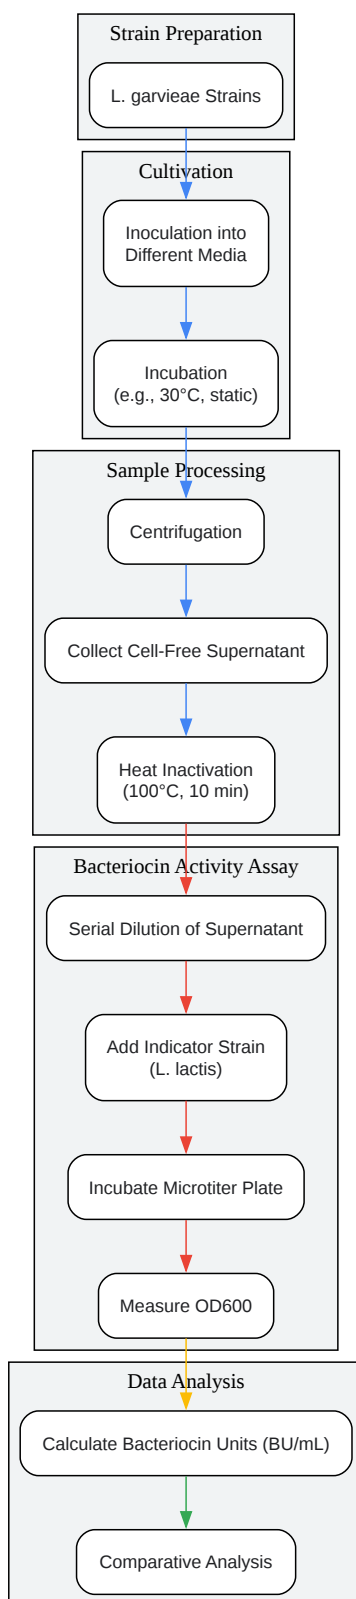 Strain Preparation
L. garvieae Strains
Cultivation
Inoculation into
Different Media
Incubation
(e.g., 30°C, static)
Sample Processing
Centrifugation
Collect Cell-Free Supernatant
Heat Inactivation
(100°C, 10 min)
Bacteriocin Activity Assay
Serial Dilution of Supernatant
Add Indicator Strain
(L. lactis)
Incubate Microtiter Plate
Measure OD600
Data Analysis
Calculate Bacteriocin Units (BU/mL)
Comparative Analysis